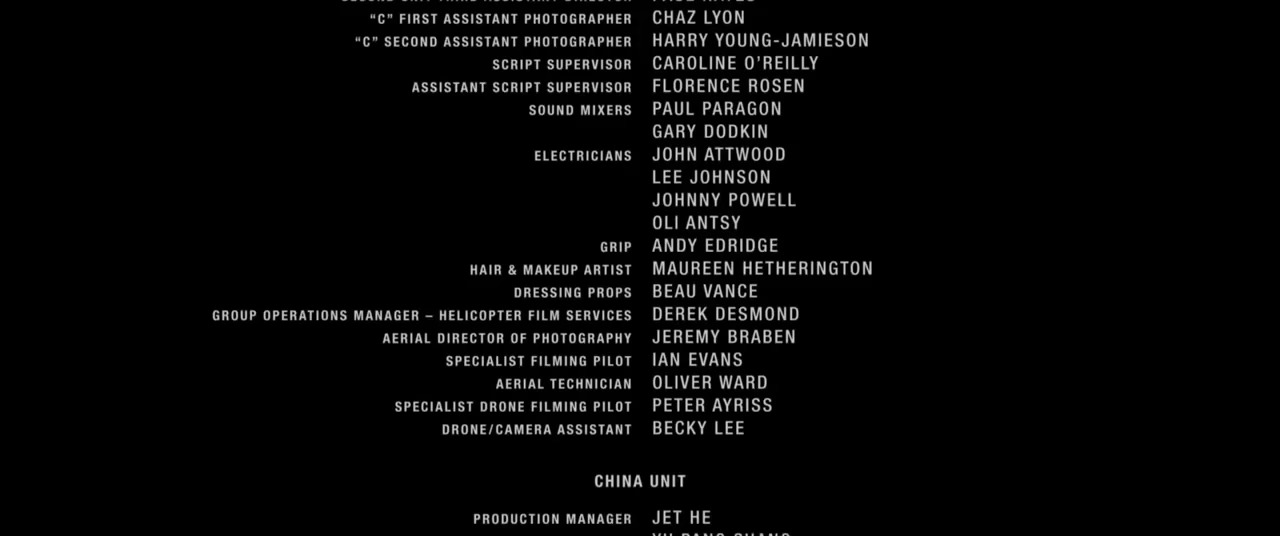 “C” FIRST ASSISTANT PHOTOGRAPHER CHAZ LYON
“C” SECOND ASSISTANT PHOTOGRAPHER HARRY YOUNG-JAMIESON
SCRIPT SUPERVISOR CAROLINE O’REILLY
ASSISTANT SCRIPT SUPERVISOR FLORENCE ROSEN
SOUND MIXERS PAUL PARAGON
GARY DODKIN
ELECTRICIANS JOHN ATTWOOD
LEE JOHNSON
JOHNNY POWELL
OLI ANTSY
GRIP ANDY EDRIDGE
HAIR & MAKEUP ARTIST MAUREEN HETHERINGTON
DRESSING PROPS BEAU VANCE
GROUP OPERATIONS MANAGER – HELICOPTER FILM SERVICES DEREK DESMOND
AERIAL DIRECTOR OF PHOTOGRAPHY JEREMY BRABEN
SPECIALIST FILMING PILOT IAN EVANS
AERIAL TECHNICIAN OLIVER WARD
SPECIALIST DRONE FILMING PILOT PETER AYRISS
DRONE/CAMERA ASSISTANT BECKY LEE
CHINA UNIT
PRODUCTION MANAGER JET HE